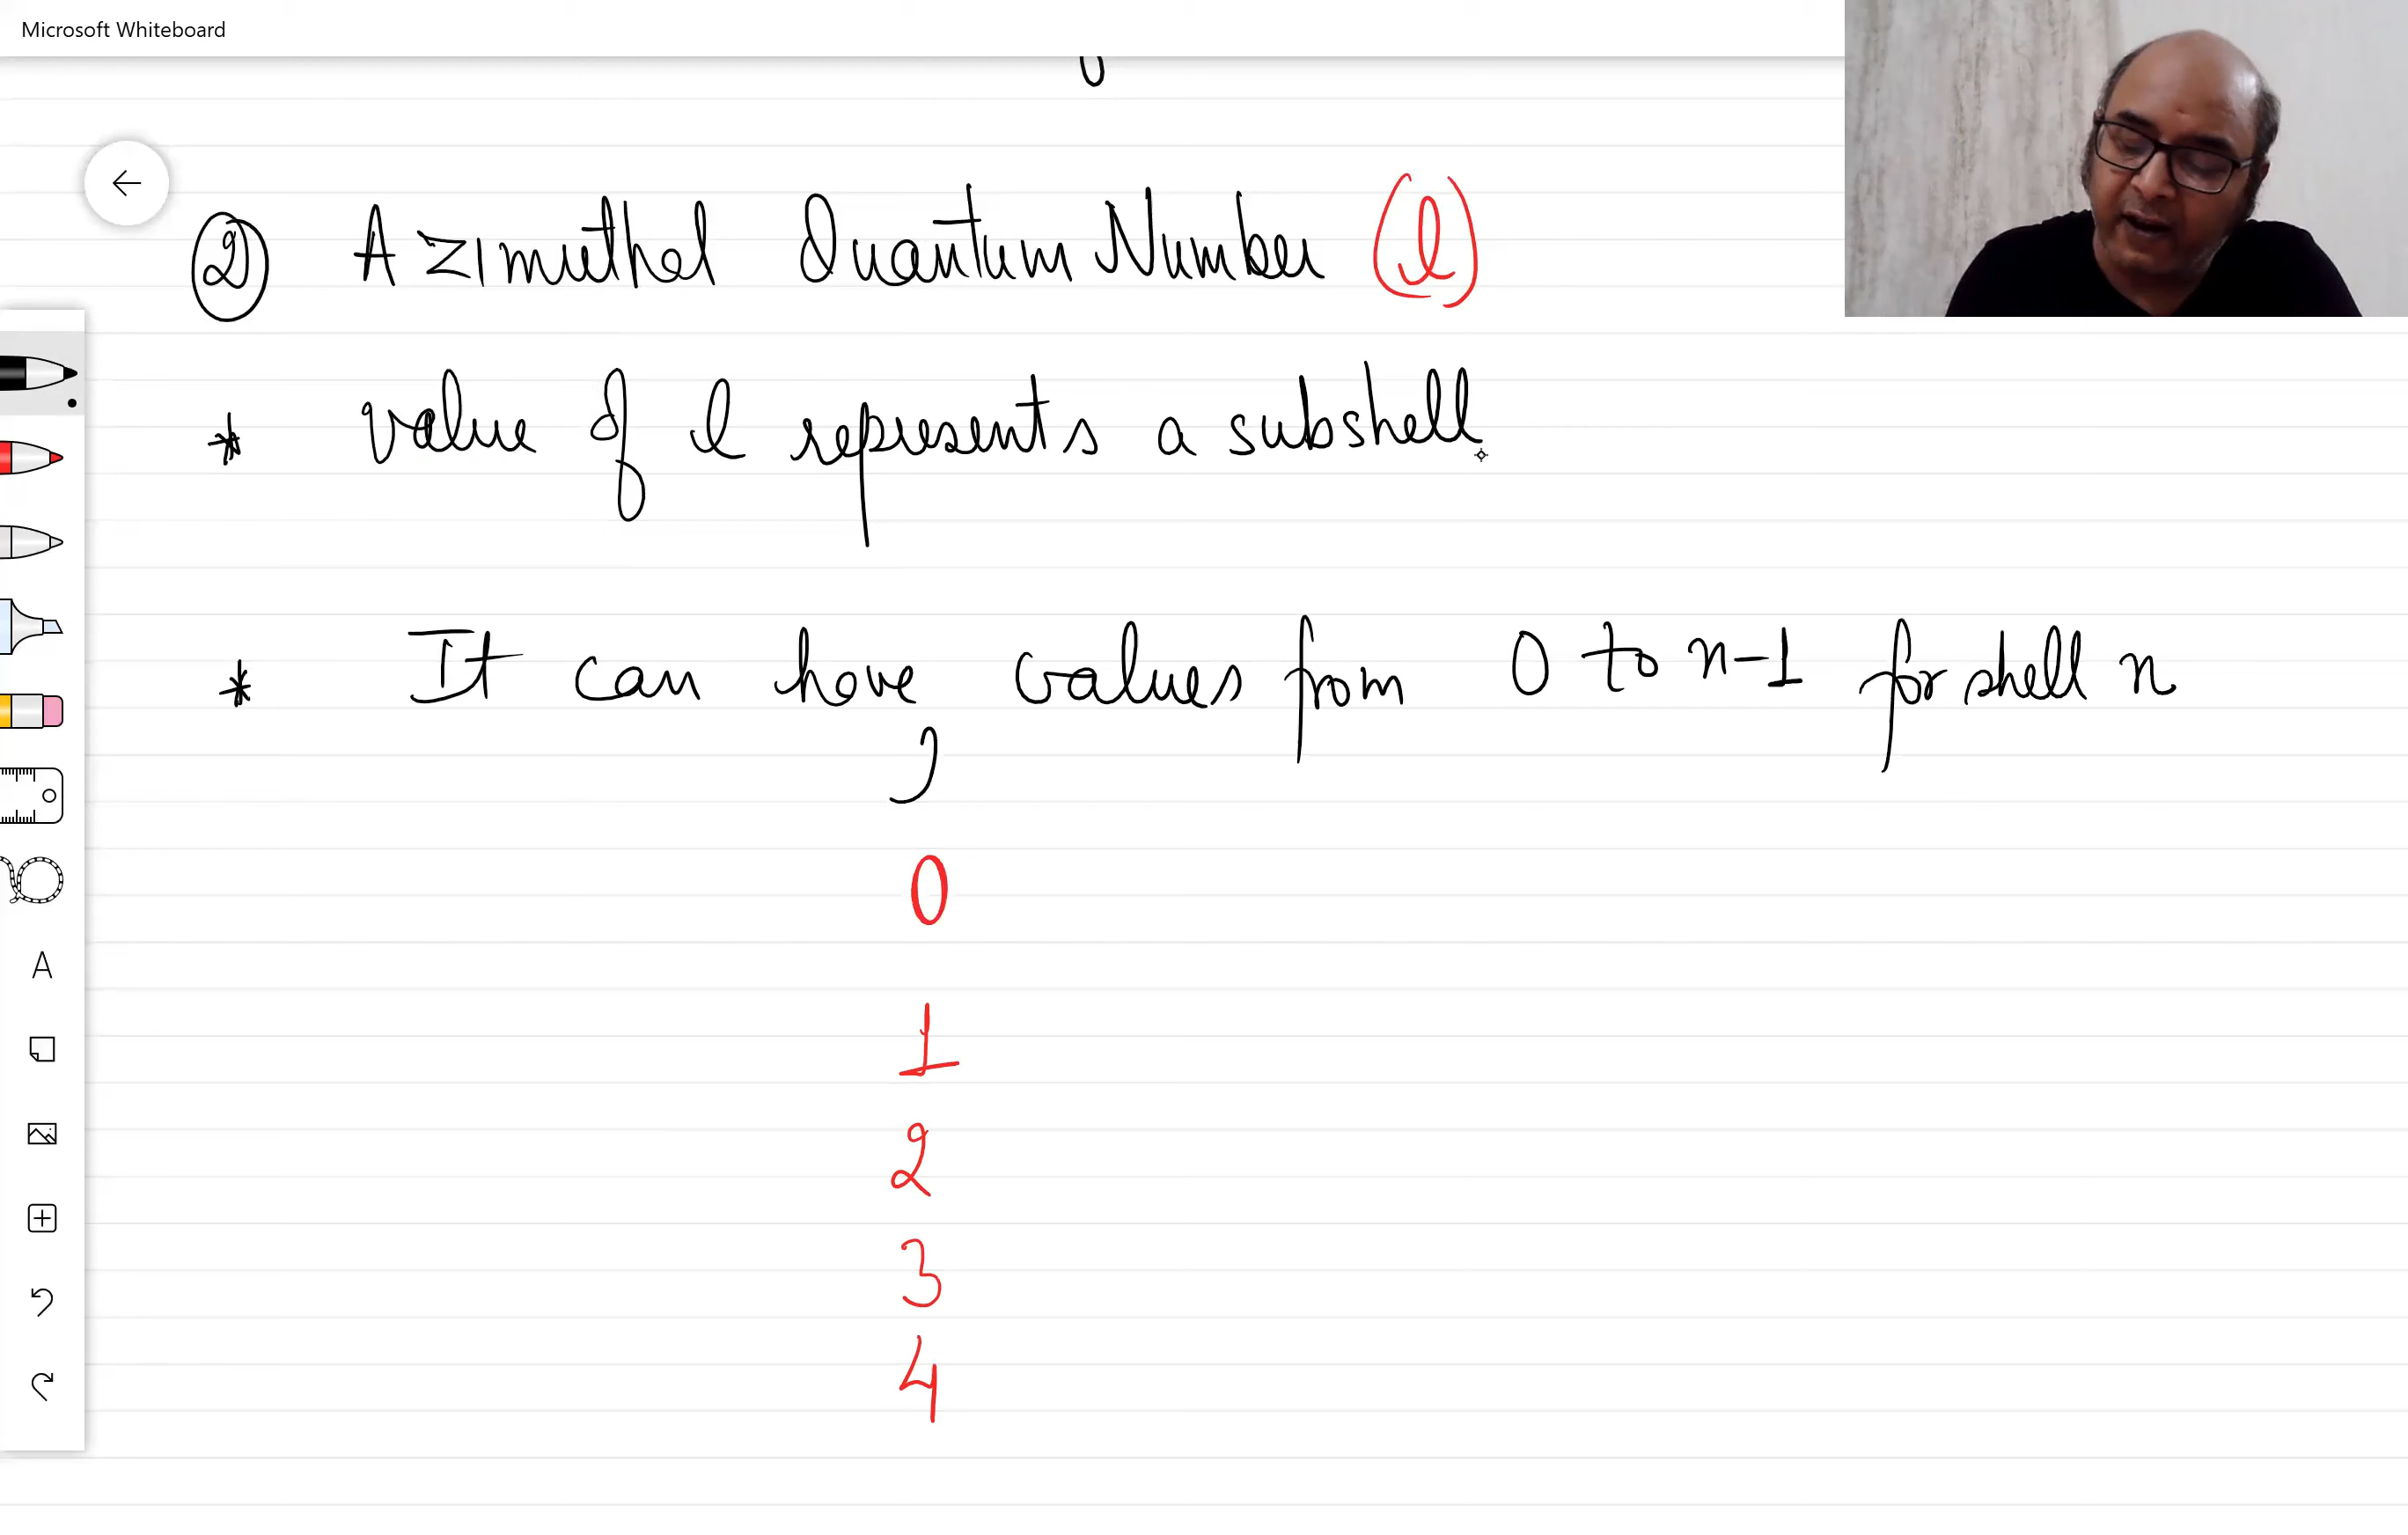 Microsoft Whiteboard
② Azimuthal Quantum Number (l)
* value of l represents a subshell
* It can have values from 0 to n-1 for shell n
0
1
2
3
4
A